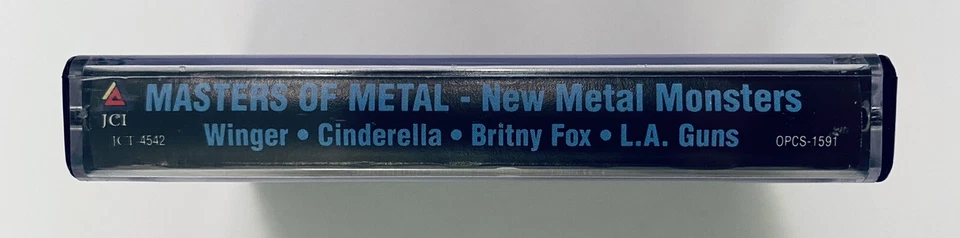 MASTERS OF METAL - New Metal Monsters
JCI
Winger • Cinderella • Britny Fox • L.A. Guns
JCT 4542
OPCS-1591